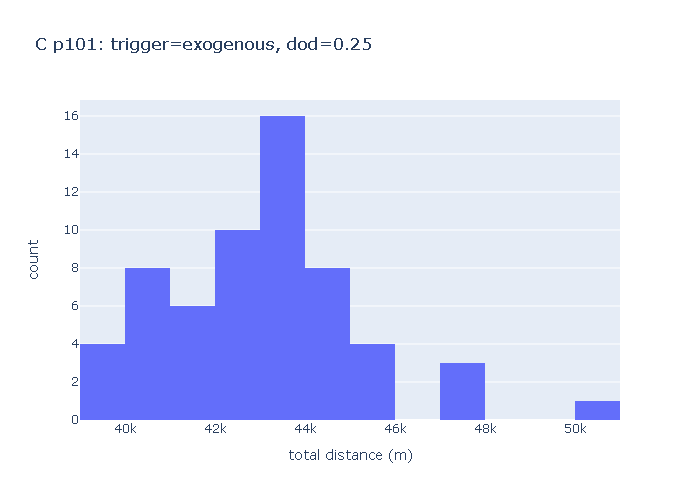 C p101: trigger=exogenous, dod=0.25
16
14
12
10
8
6
4
2
0
count
40k 42k 44k 46k 48k 50k
total distance (m)